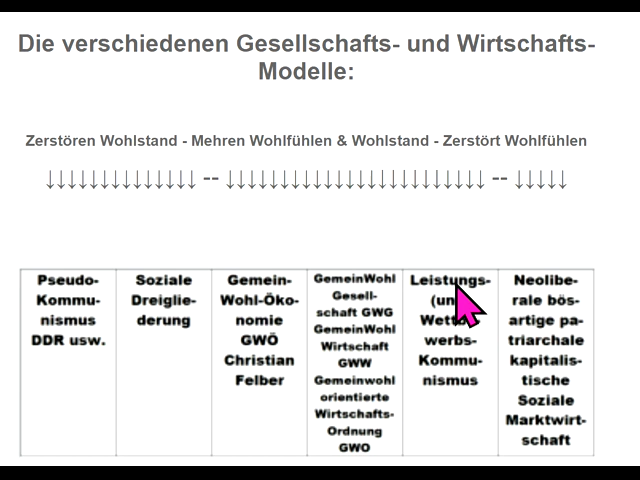 Die verschiedenen Gesellschafts- und Wirtschafts-
Modelle:
Zerstören Wohlstand - Mehren Wohlfühlen & Wohlstand - Zerstört Wohlfühlen
↓↓↓↓↓↓↓↓↓↓↓↓↓↓ -- ↓↓↓↓↓↓↓↓↓↓↓↓↓↓↓↓↓↓↓↓↓↓↓↓ -- ↓↓↓↓↓
Pseudo-
Kommu-
nismus
DDR usw.
Soziale
Dreiglie-
derung
Gemein-
Wohl-Öko-
nomie
GWÖ
Christian
Felber
GemeinWohl
Gesell-
schaft GWG
GemeinWohl
Wirtschaft
GWW
Gemeinwohl
orientierte
Wirtschafts-
Ordnung
GWO
Leistungs-
werbs-
Kommu-
nismus
Neolibe-
rale bös-
artige pa-
triarchale
kapitalis-
tische
Soziale
Marktwirt-
schaft